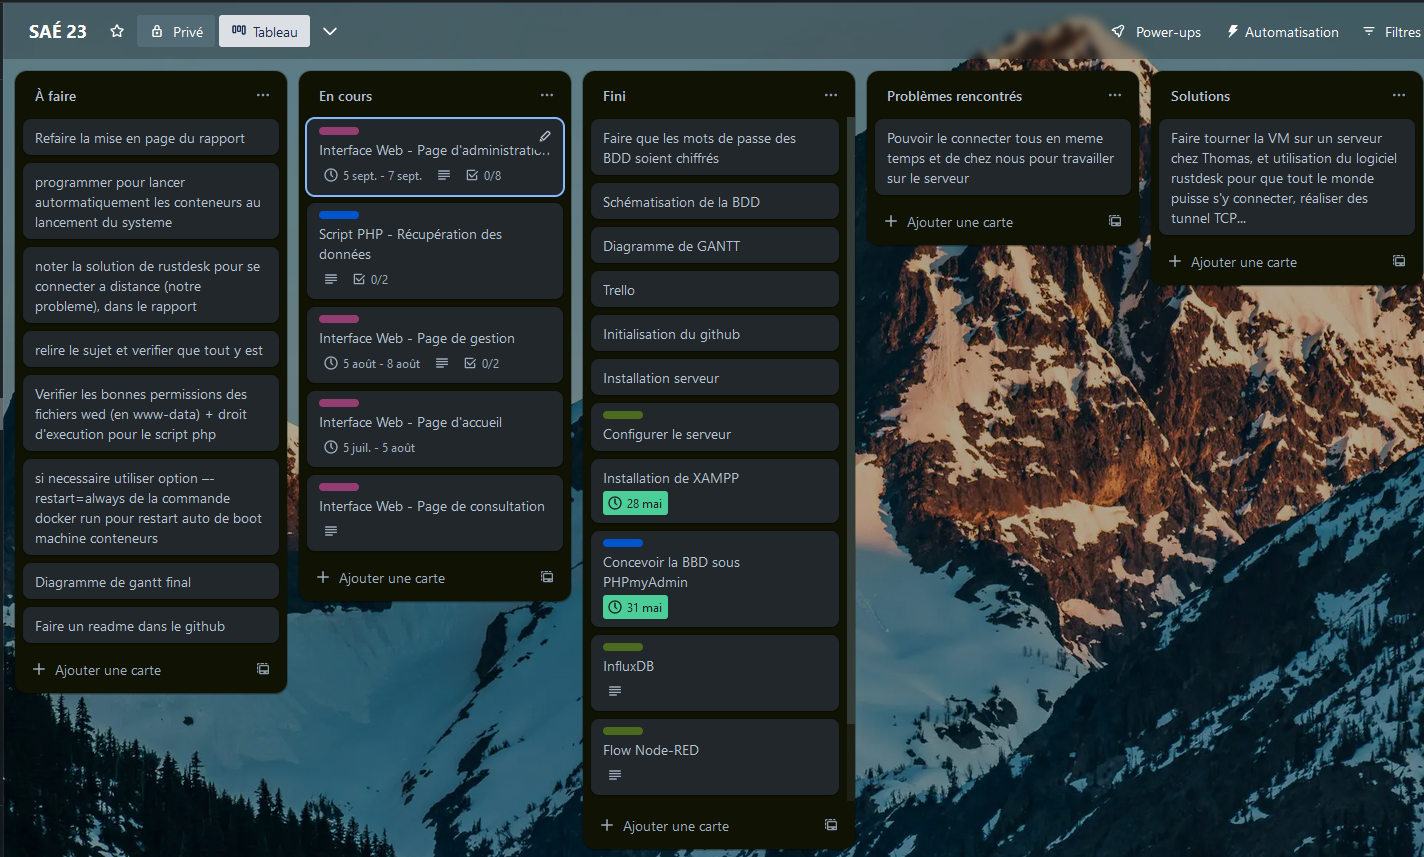 SAÉ 23
Privé
Tableau
Power-ups
Automatisation
Filtres
À faire
Refaire la mise en page du rapport
programmer pour lancer
automratiquement les conteneurs au
lancement du systeme
noter la solution de rustdesk pour se
connecter a distance (notre
probleme), dans le rapport
relire le sujet et verifier que tout y est
Verifier les bonnes permissions des
fichiers wed (en www-data) + droit
d'execution pour le script php
si necessaire utiliser option –-
restart=always de la commande
docker run pour restart auto de boot
machine conteneurs
Diagramme de gantt final
Faire un readme dans le github
Ajouter une carte
En cours
Interface Web - Page d'administration
5 sept. - 7 sept.
0/8
Script PHP - Récupération des
données
0/2
Interface Web - Page de gestion
5 août - 8 août
0/2
Interface Web - Page d'accueil
5 juil. - 5 août
Interface Web - Page de consultation
Ajouter une carte
Fini
Faire que les mots de passe des
BDD soient chiffrés
Schématisation de la BDD
Diagramme de GANTT
Trello
Initialisation du github
Installation serveur
Configurer le serveur
Installation de XAMPP
28 mai
Concevoir la BBD sous
PHPmyAdmin
31 mai
InfluxDB
Flow Node-RED
Ajouter une carte
Problèmes rencontrés
Pouvoir le connecter tous en meme
temps et de chez nous pour travailler
sur le serveur
Ajouter une carte
Solutions
Faire tourner la VM sur un serveur
chez Thomas, et utilisation du logiciel
rustdesk pour que tout le monde
puisse s'y connecter, réaliser des
tunnel TCP...
Ajouter une carte